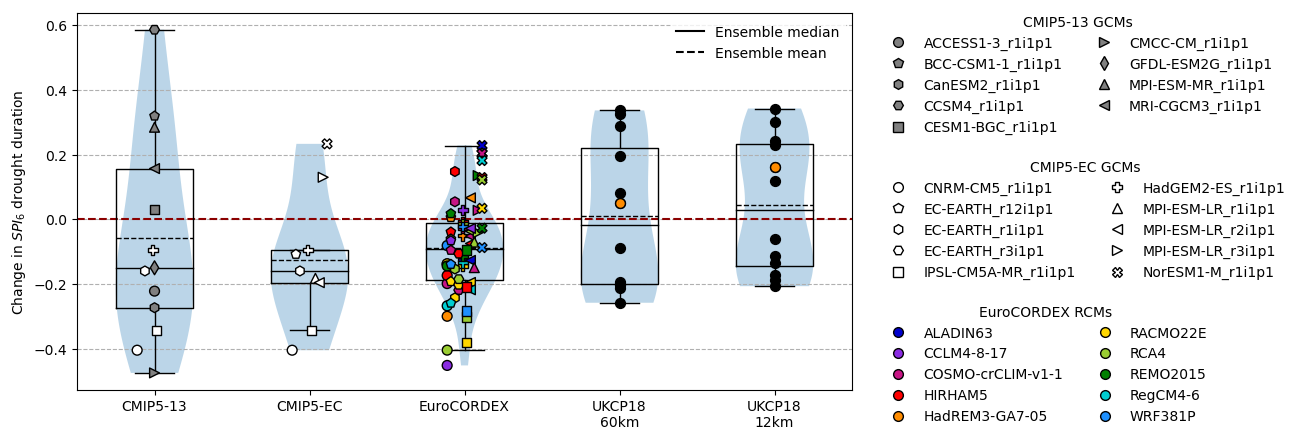 Change in SPI6 drought duration
0.6
0.4
0.2
0.0
−0.2
−0.4
Ensemble median
Ensemble mean
CMIP5-13
CMIP5-EC
EuroCORDEX
UKCP18
60km
UKCP18
12km
CMIP5-13 GCMs
ACCESS1-3_r1i1p1
BCC-CSM1-1_r1i1p1
CanESM2_r1i1p1
CCSM4_r1i1p1
CESM1-BGC_r1i1p1
CMCC-CM_r1i1p1
GFDL-ESM2G_r1i1p1
MPI-ESM-MR_r1i1p1
MRI-CGCM3_r1i1p1
CMIP5-EC GCMs
CNRM-CM5_r1i1p1
EC-EARTH_r12i1p1
EC-EARTH_r1i1p1
EC-EARTH_r3i1p1
IPSL-CM5A-MR_r1i1p1
HadGEM2-ES_r1i1p1
MPI-ESM-LR_r1i1p1
MPI-ESM-LR_r2i1p1
MPI-ESM-LR_r3i1p1
NorESM1-M_r1i1p1
EuroCORDEX RCMs
ALADIN63
CCLM4-8-17
COSMO-crCLIM-v1-1
HIRHAM5
HadREM3-GA7-05
RACMO22E
RCA4
REMO2015
RegCM4-6
WRF381P